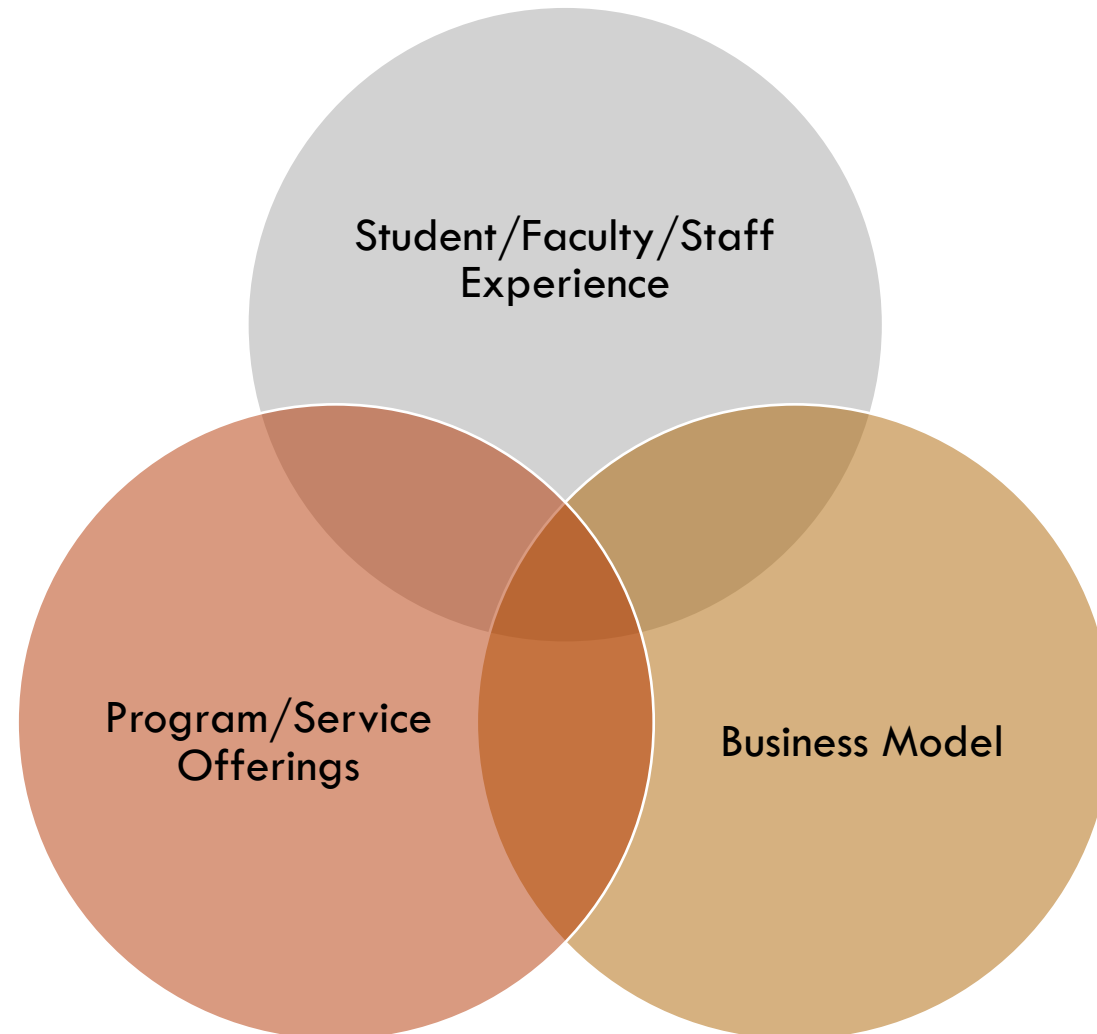 Student/Faculty/Staff
Experience
Program/Service
Offerings
Business Model